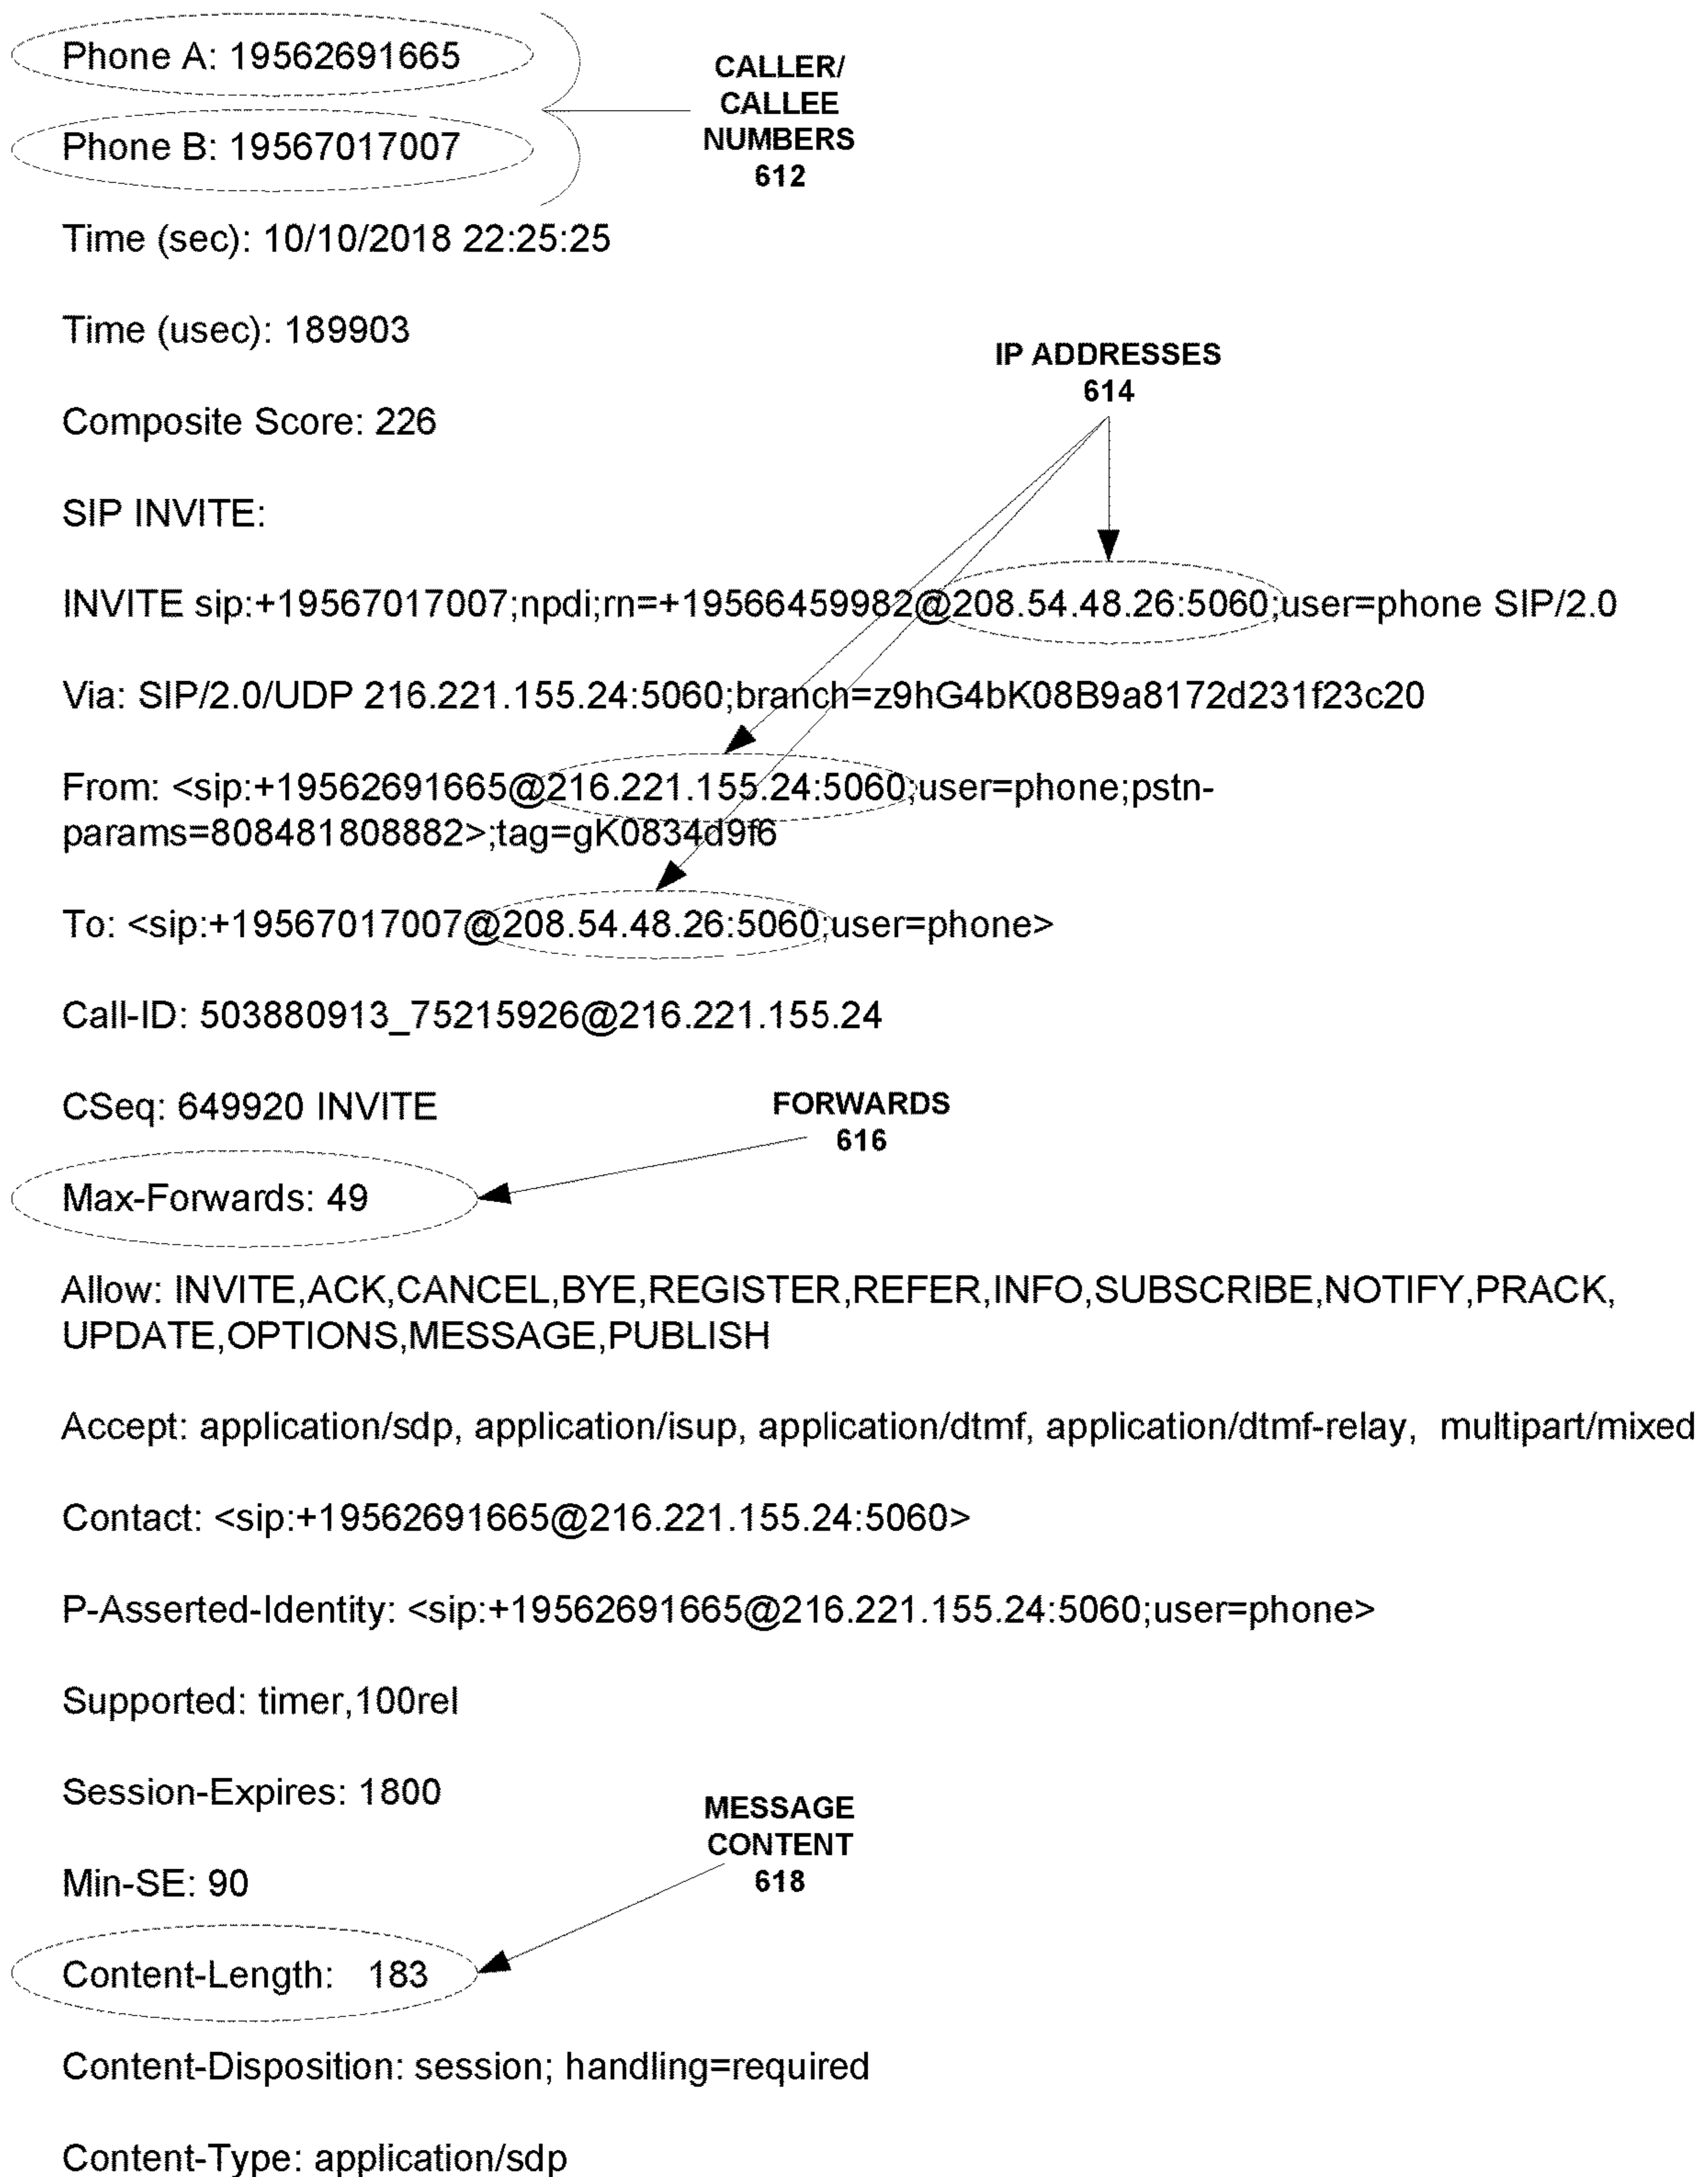 Phone A: 19562691665
CALLER/
CALLEE
NUMBERS
612
Phone B: 19567017007
Time (sec): 10/10/2018 22:25:25
Time (usec): 189903
IP ADDRESSES
614
Composite Score: 226
SIP INVITE:
INVITE sip:+19567017007;npdi;rn=+19566459982@208.54.48.26:5060;user=phone SIP/2.0
Via: SIP/2.0/UDP 216.221.155.24:5060;branch=z9hG4bK08B9a8172d231f23c20
From: <sip:+19562691665@216.221.155.24:5060;user=phone;pstn-
params=808481808882>;tag=gK0834d9f6
To: <sip:+19567017007@208.54.48.26:5060;user=phone>
Call-ID: 503880913_75215926@216.221.155.24
CSeq: 649920 INVITE
FORWARDS
616
Max-Forwards: 49
Allow: INVITE,ACK,CANCEL,BYE,REGISTER,REFER,INFO,SUBSCRIBE,NOTIFY,PRACK,
UPDATE,OPTIONS,MESSAGE,PUBLISH
Accept: application/sdp, application/isup, application/dtmf, application/dtmf-relay,  multipart/mixed
Contact: <sip:+19562691665@216.221.155.24:5060>
P-Asserted-Identity: <sip:+19562691665@216.221.155.24:5060;user=phone>
Supported: timer,100rel
Session-Expires: 1800
MESSAGE
CONTENT
618
Min-SE: 90
Content-Length:   183
Content-Disposition: session; handling=required
Content-Type: application/sdp